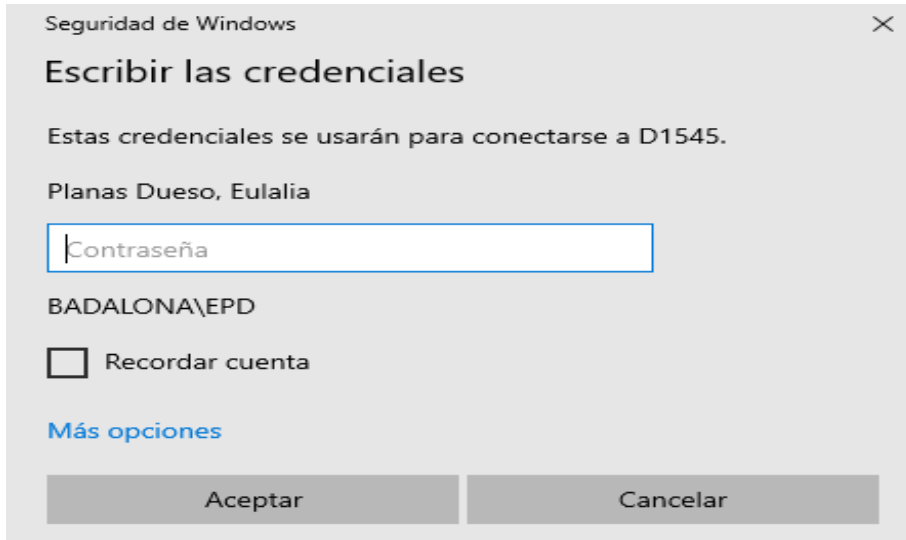 Seguridad de Windows
Escribir las credenciales
Estas credenciales se usarán para conectarse a D1545.
Planas Dueso, Eulalia
Contraseña
BADALONA\EPD
Recordar cuenta
Más opciones
Aceptar
Cancelar